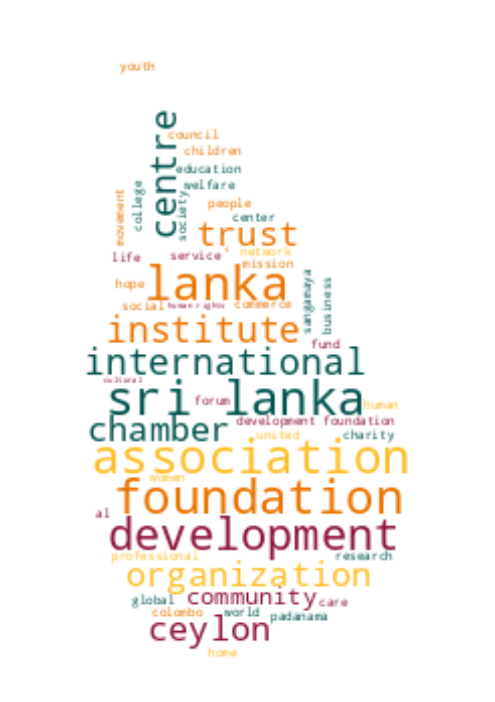 youth
centre
council
children
education
college
welfare
movement
society
people
center
trust
network
life
service
mission
hope
lanka
sangamaya
business
social
human rights
commerce
institute
fund
international
cultural
sri lanka
forum
human
chamber
development foundation
united
charity
association
women
foundation
al
development
professional
research
organization
global
community
care
colombo
world
padanama
ceylon
home